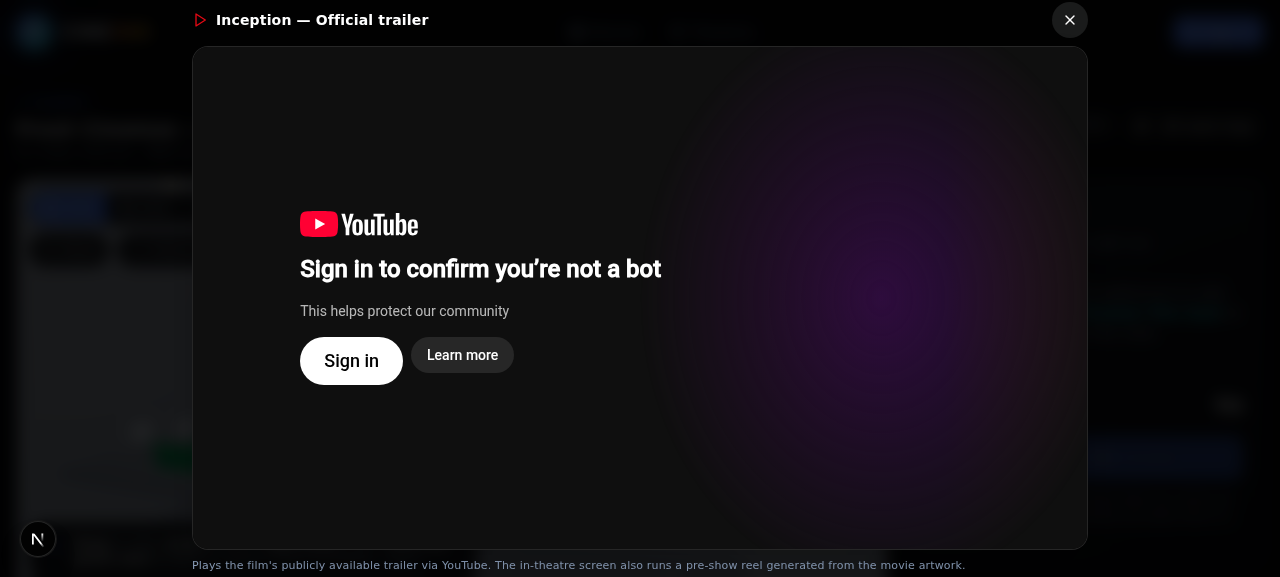 Inception — Official trailer
YouTube
Sign in to confirm you’re not a bot
This helps protect our community
Sign in
Learn more
N
Plays the film's publicly available trailer via YouTube. The in-theatre screen also runs a pre-show reel generated from the movie artwork.